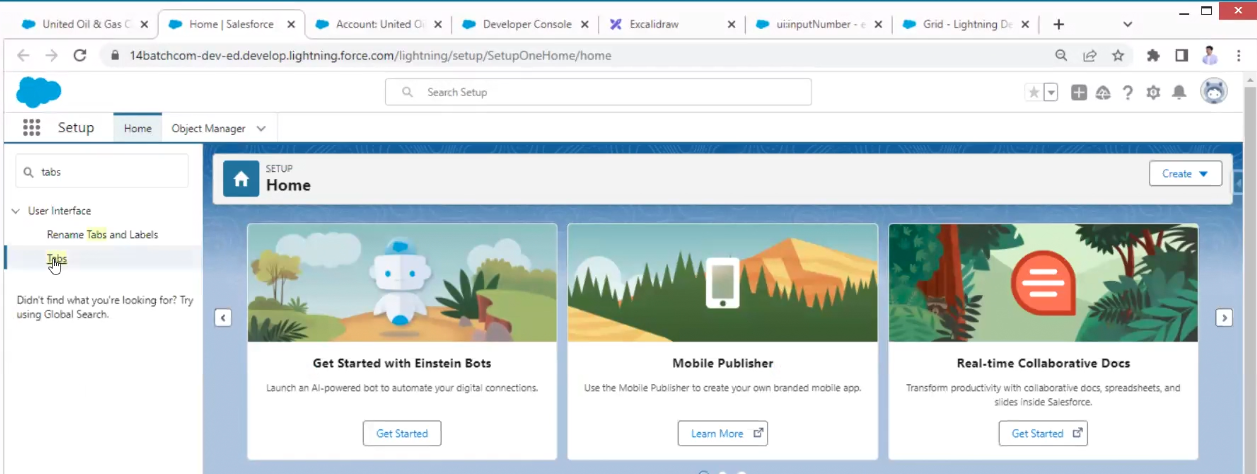 United Oil & Gas C
Home | Salesforce
Account: United O
Developer Console
Excalidraw
ui:inputNumber - e
Grid - Lightning De
14batchcom-dev-ed.develop.lightning.force.com/lightning/setup/SetupOneHome/home
Search Setup
Setup
Home
Object Manager
tabs
User Interface
Rename Tabs and Labels
Tabs
Didn't find what you're looking for? Try
using Global Search.
SETUP
Home
Create
Get Started with Einstein Bots
Launch an AI-powered bot to automate your digital connections.
Get Started
Mobile Publisher
Use the Mobile Publisher to create your own branded mobile app.
Learn More
Real-time Collaborative Docs
Transform productivity with collaborative docs, spreadsheets, and
slides inside Salesforce.
Get Started